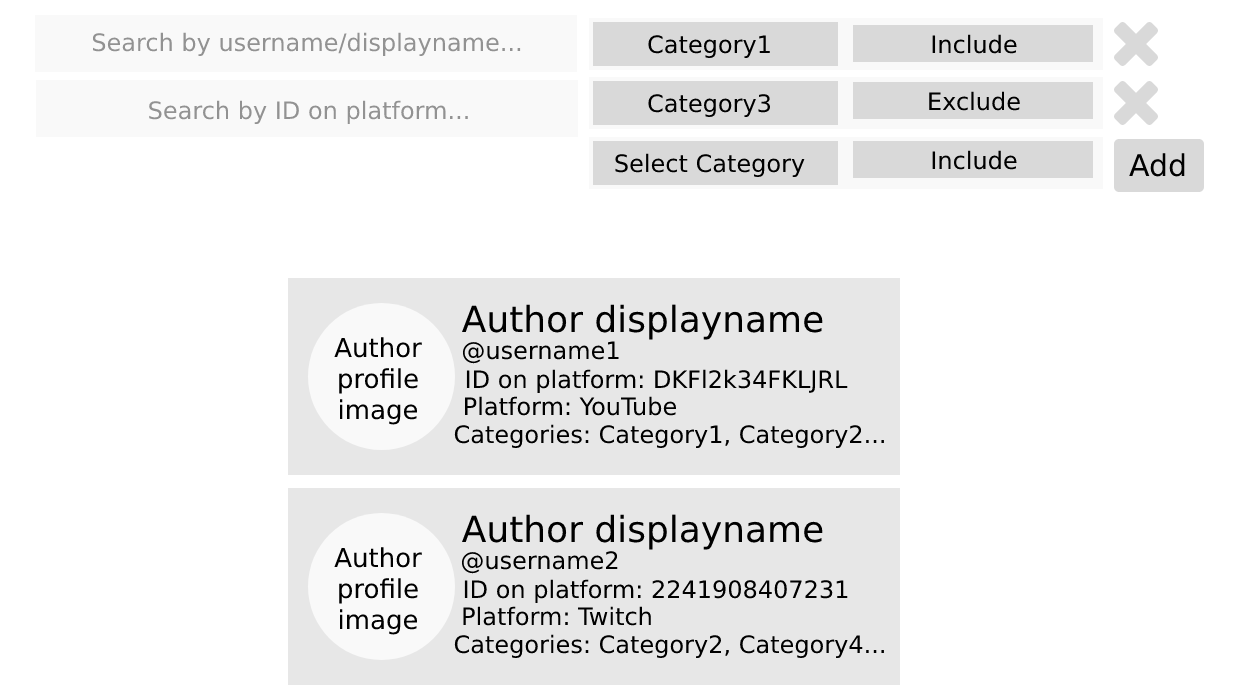 Search by username/displayname...
Category1
Include
Search by ID on platform...
Category3
Exclude
Select Category
Include
Add
Author
profile
image
Author displayname
@username1
ID on platform: DKFl2k34FKLJRL
Platform: YouTube
Categories: Category1, Category2...
Author
profile
image
Author displayname
@username2
ID on platform: 2241908407231
Platform: Twitch
Categories: Category2, Category4...